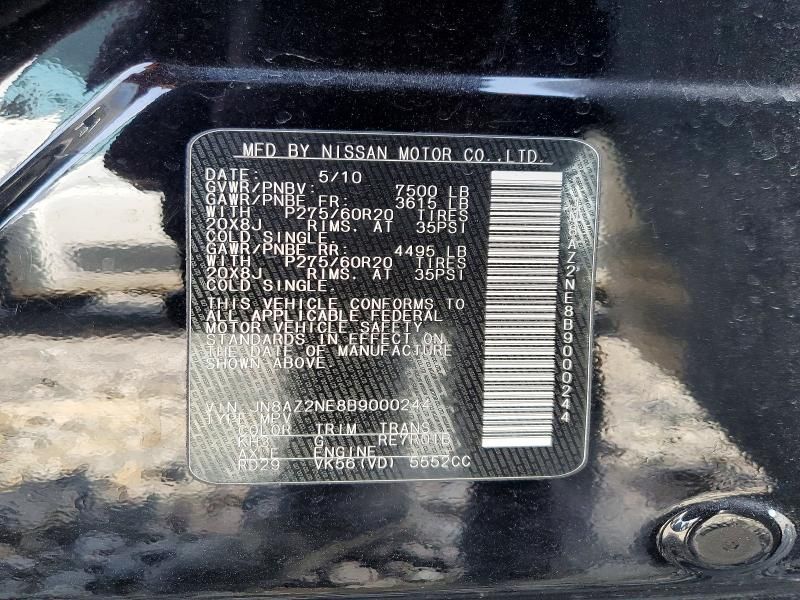 MFD BY NISSAN MOTOR CO.,LTD.
DATE: 5/10
GVWR/PNBV: 7500 LB
GAWR/PNBE FR: 3615 LB
WITH P275/60R20 TIRES
20X8J RIMS. AT 35PSI
COLD SINGLE.
GAWR/PNBE RR: 4495 LB
WITH P275/60R20 TIRES
20X8J RIMS. AT 35PSI
COLD SINGLE.
THIS VEHICLE CONFORMS TO
ALL APPLICABLE FEDERAL
MOTOR VEHICLE SAFETY
STANDARDS IN EFFECT ON
THE DATE OF MANUFACTURE
SHOWN ABOVE.
VIN JN8AZ2NE8B9000244
TYPE MPV
COLOR TRIM TRANS
KH3 G RE7R01B
AXLE ENGINE
RD29 VK56(VD) 5552CC
JN8AZ2NE8B9000244